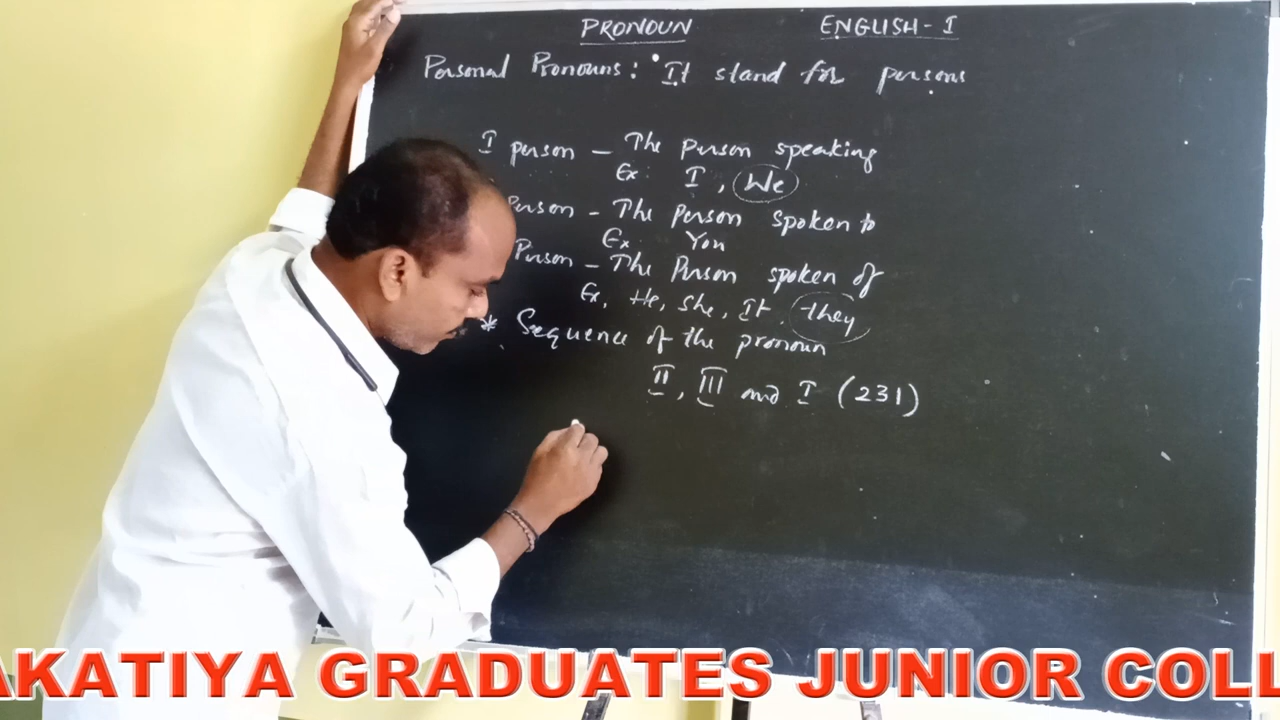 PRONOUN ENGLISH - I
Personal Pronouns: It stand for persons
I person - The person speaking
Ex: I, We
Person - The Person spoken to
Ex: You
Person - The Person spoken of
Ex, He, She, It, they
* Sequence of the pronoun
II, III and I (231)
AKATIYA GRADUATES JUNIOR COLL